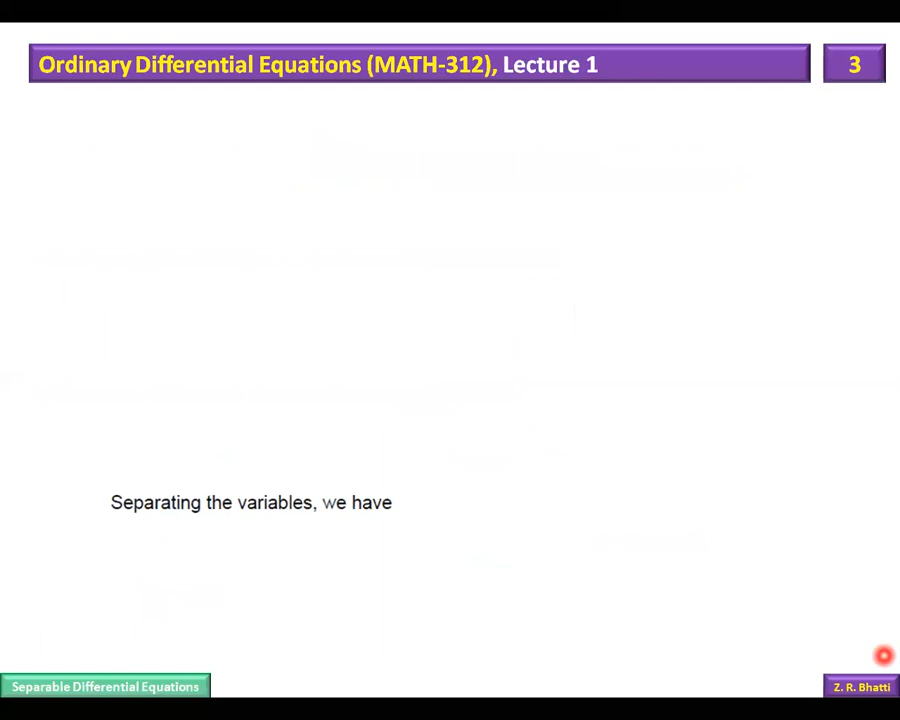 Ordinary Differential Equations (MATH-312), Lecture 1
3
Separating the variables, we have
Separable Differential Equations
Z. R. Bhatti